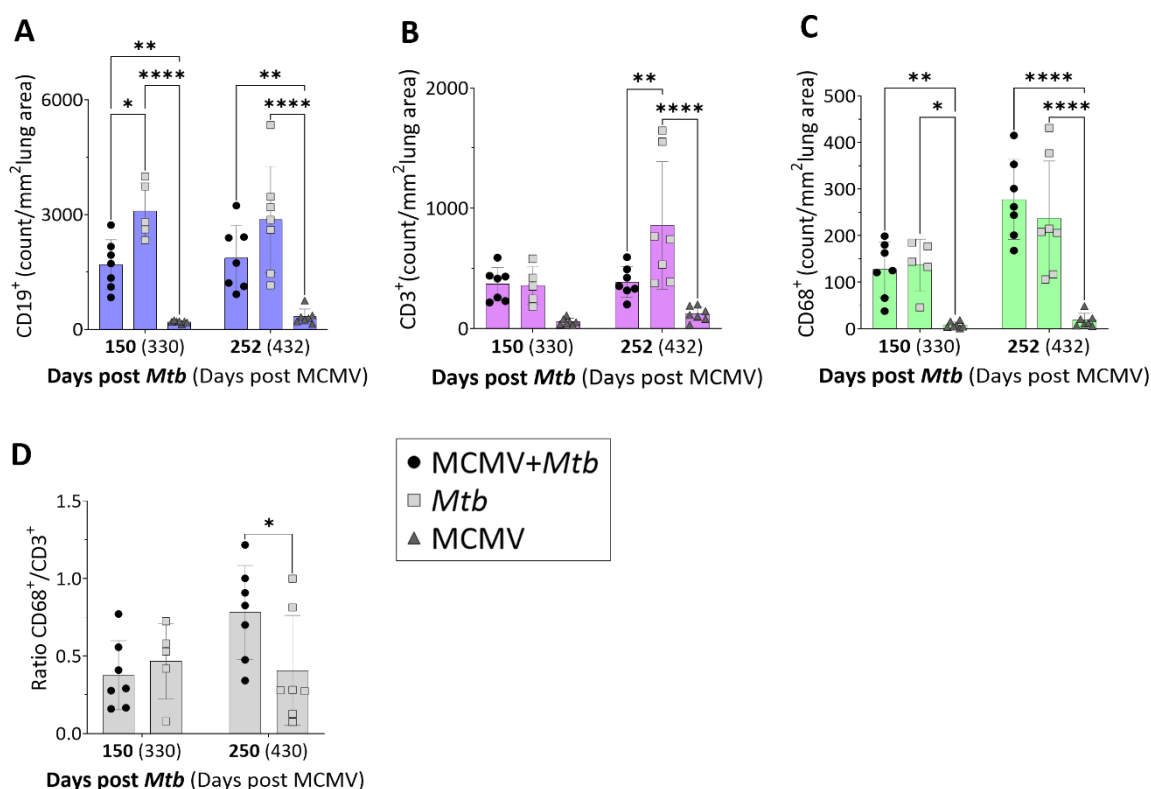 A
CD19⁺ (count/mm²lung area)
6000
3000
0
**
****
*
**
****
150 (330)
252 (432)
Days post Mtb (Days post MCMV)
B
CD3⁺(count/mm²lung area)
2000
1000
0
**
****
150 (330)
252 (432)
Days post Mtb (Days post MCMV)
C
CD68⁺(count/mm²lung area)
500
400
300
200
100
0
**
*
****
****
150 (330)
252 (432)
Days post Mtb (Days post MCMV)
D
Ratio CD68⁺/CD3⁺
1.5
1.0
0.5
0.0
*
150 (330)
250 (430)
Days post Mtb (Days post MCMV)
MCMV+Mtb
Mtb
MCMV